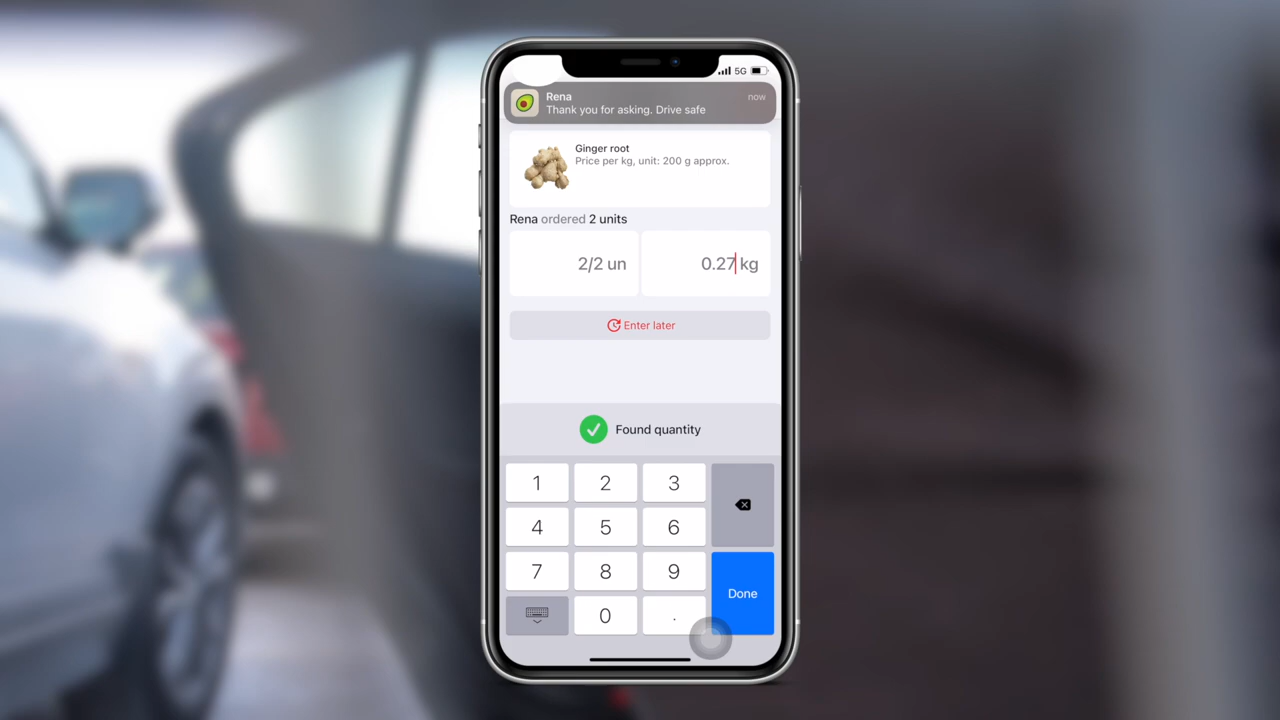 5G
Rena
now
Thank you for asking. Drive safe
Ginger root
Price per kg, unit: 200 g approx.
Rena ordered 2 units
2/2 un
0.27 kg
Enter later
Found quantity
1 2 3
4 5 6
7 8 9
Done
0 .